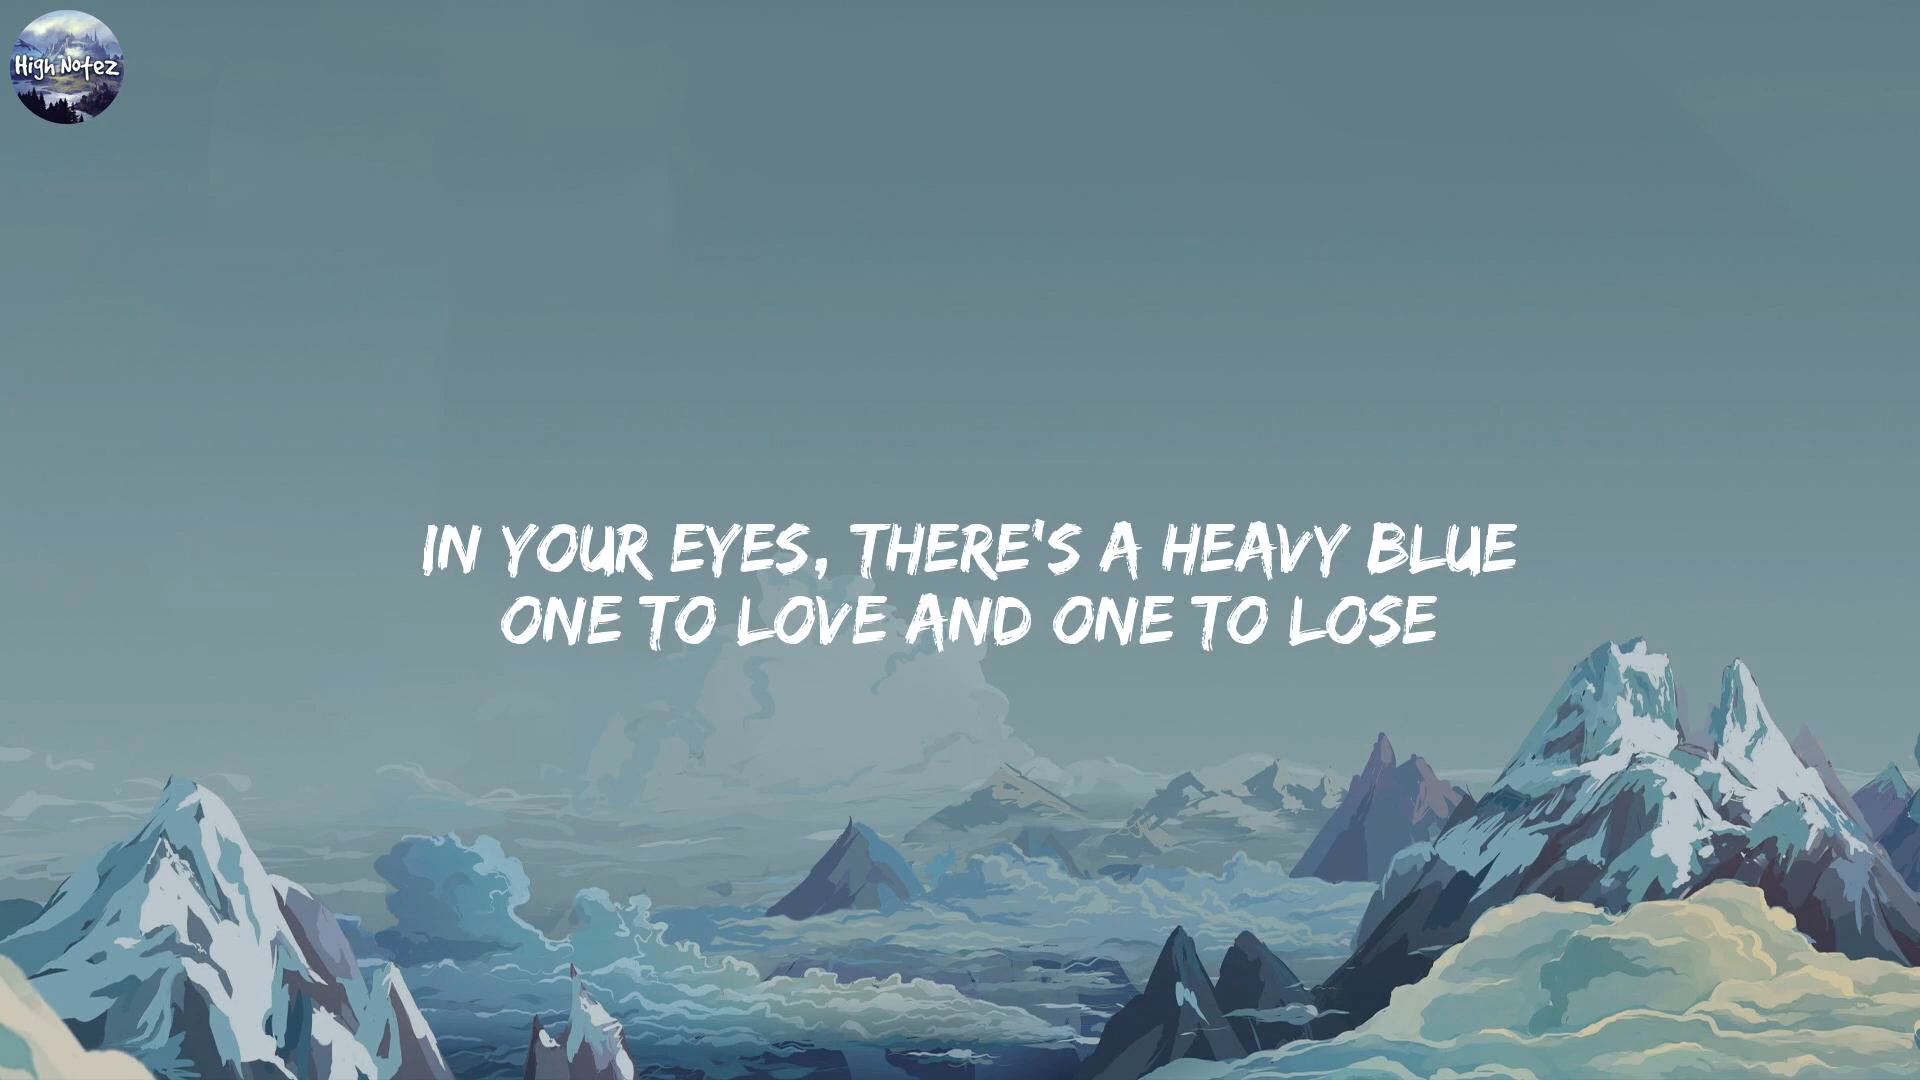 High Notez
IN YOUR EYES, THERE'S A HEAVY BLUE
ONE TO LOVE AND ONE TO LOSE